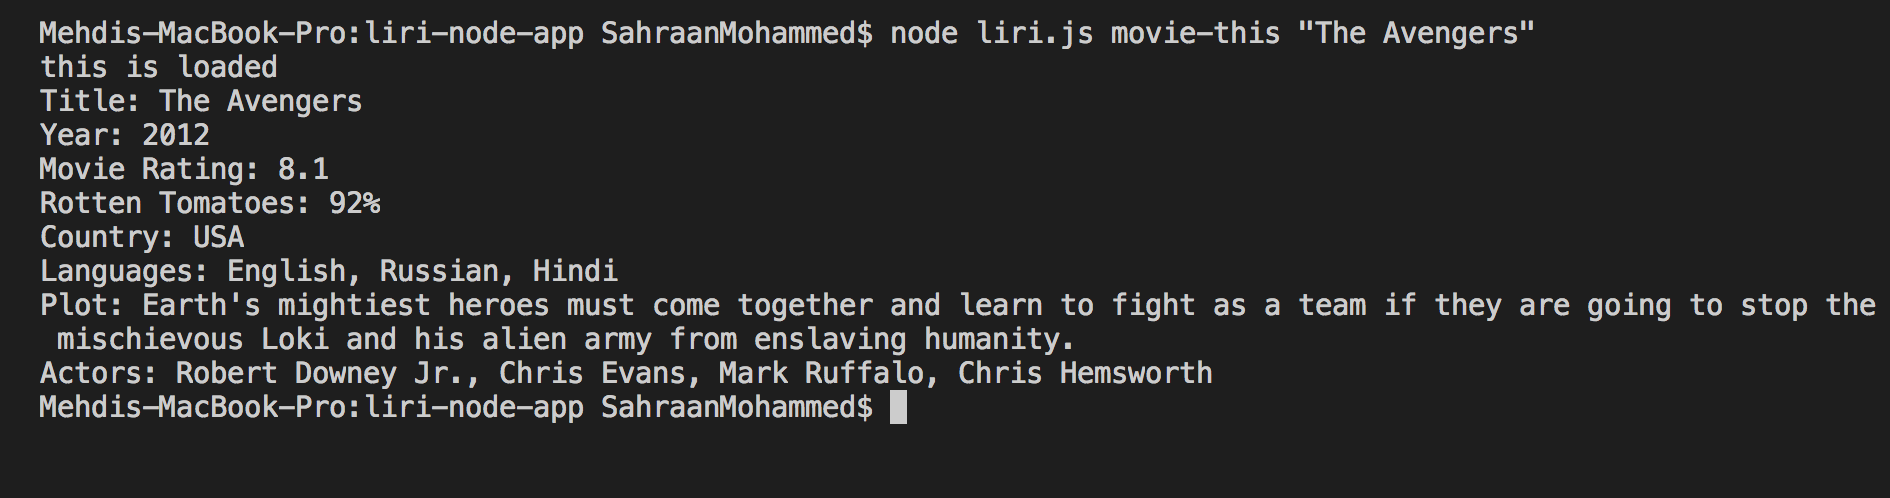 Mehdis-MacBook-Pro:liri-node-app SahraanMohammed$ node liri.js movie-this "The Avengers"
this is loaded
Title: The Avengers
Year: 2012
Movie Rating: 8.1
Rotten Tomatoes: 92%
Country: USA
Languages: English, Russian, Hindi
Plot: Earth's mightiest heroes must come together and learn to fight as a team if they are going to stop the
mischievous Loki and his alien army from enslaving humanity.
Actors: Robert Downey Jr., Chris Evans, Mark Ruffalo, Chris Hemsworth
Mehdis-MacBook-Pro:liri-node-app SahraanMohammed$